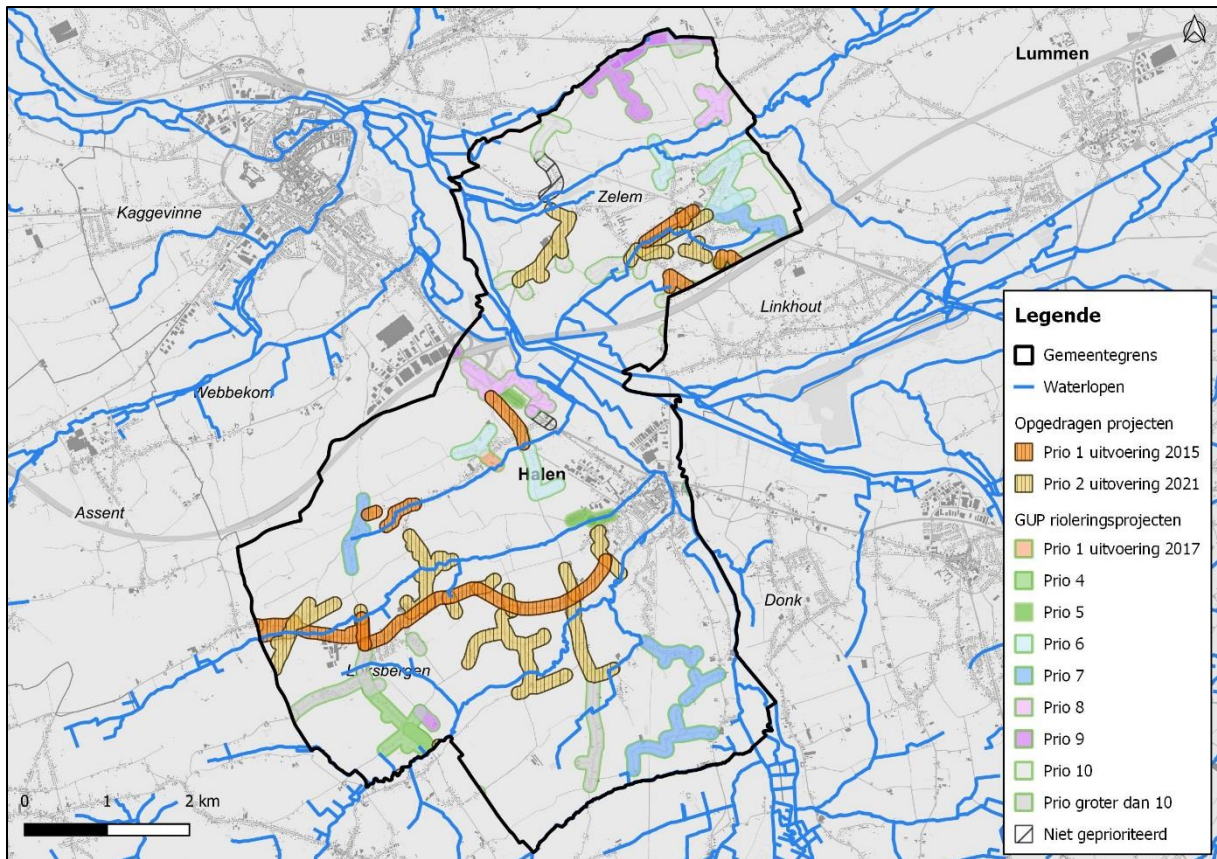 Lummen
Kaggevinne
Zelem
Linkhout
Webbekom
Halen
Assent
Donk
Loksbergen
0 1 2 km
Legende
Gemeentegrens
Waterlopen
Opgedragen projecten
Prio 1 uitvoering 2015
Prio 2 uitovering 2021
GUP rioleringsprojecten
Prio 1 uitvoering 2017
Prio 4
Prio 5
Prio 6
Prio 7
Prio 8
Prio 9
Prio 10
Prio groter dan 10
Niet geprioriteerd